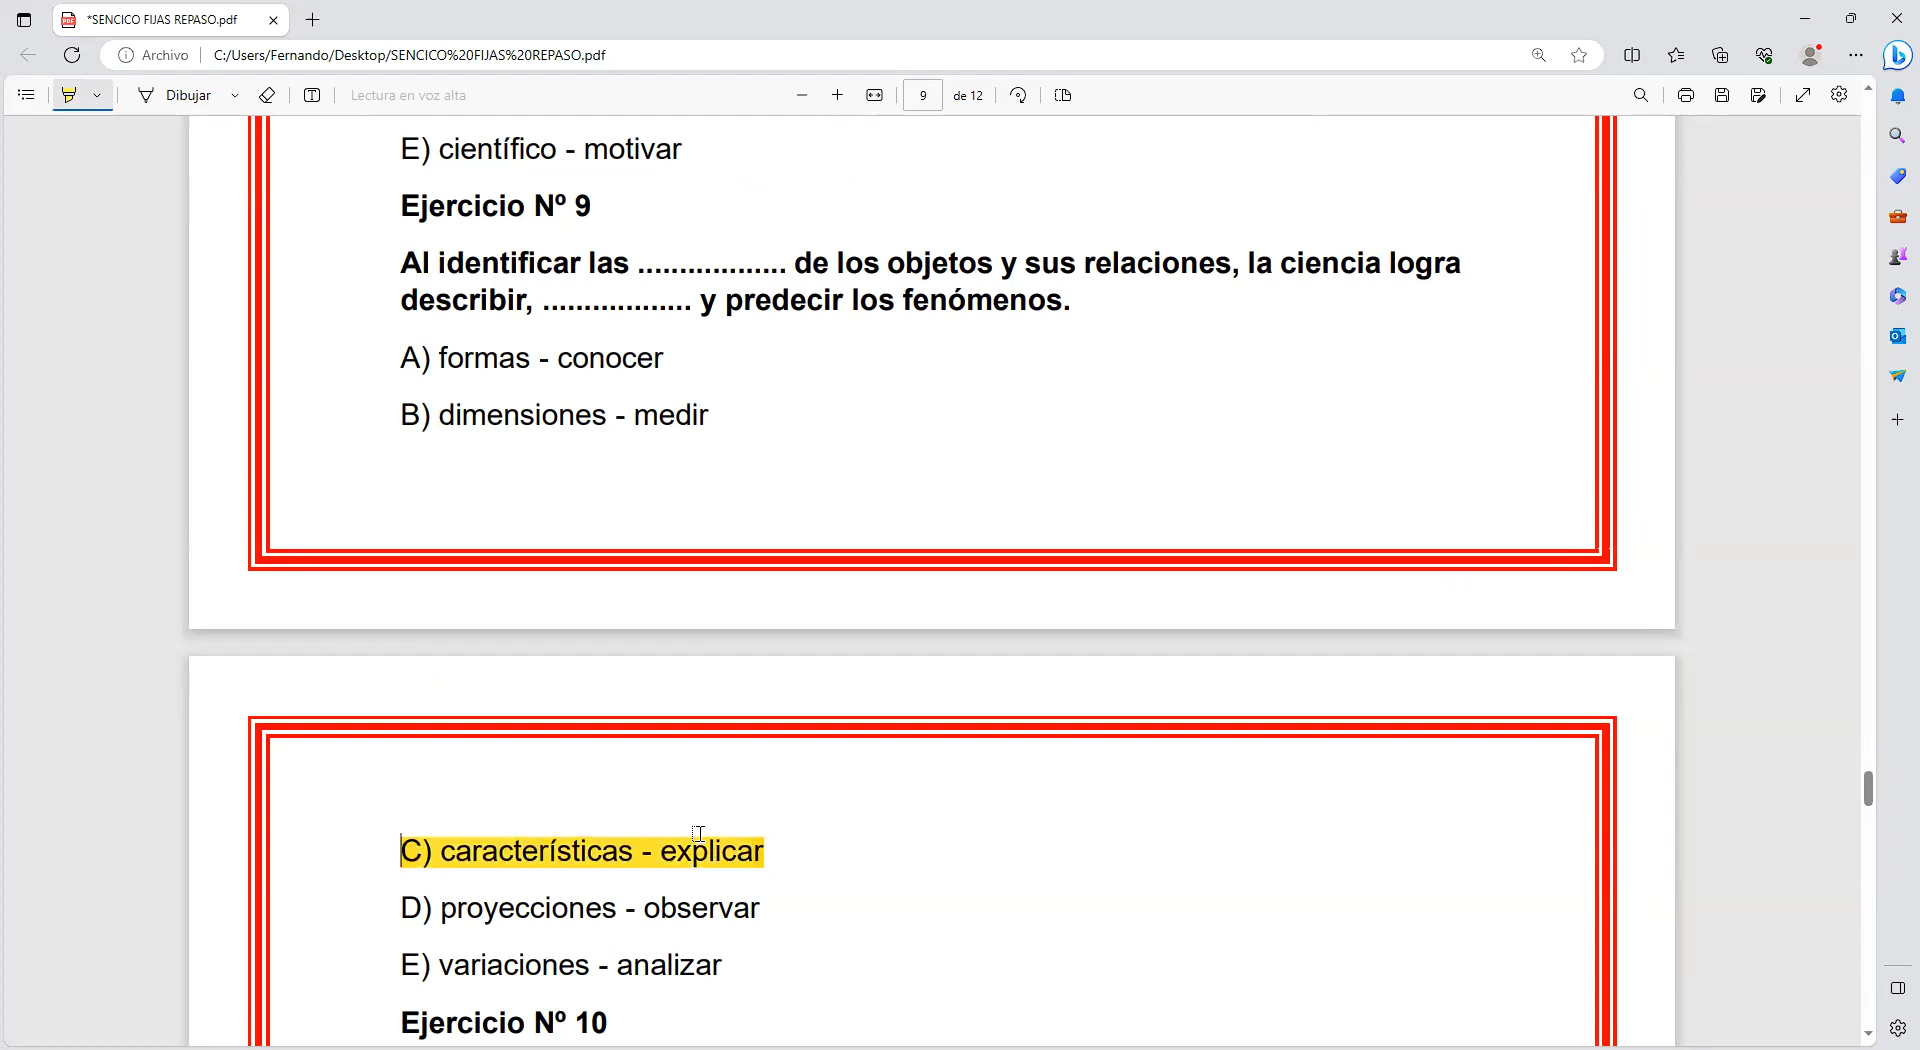 *SENCICO FIJAS REPASO.pdf
Archivo C:/Users/Fernando/Desktop/SENCICO%20FIJAS%20REPASO.pdf
Dibujar Lectura en voz alta 9 de 12
E) científico - motivar
Ejercicio Nº 9
Al identificar las .................. de los objetos y sus relaciones, la ciencia logra
describir, .................. y predecir los fenómenos.
A) formas - conocer
B) dimensiones - medir
C) características - explicar
D) proyecciones - observar
E) variaciones - analizar
Ejercicio Nº 10